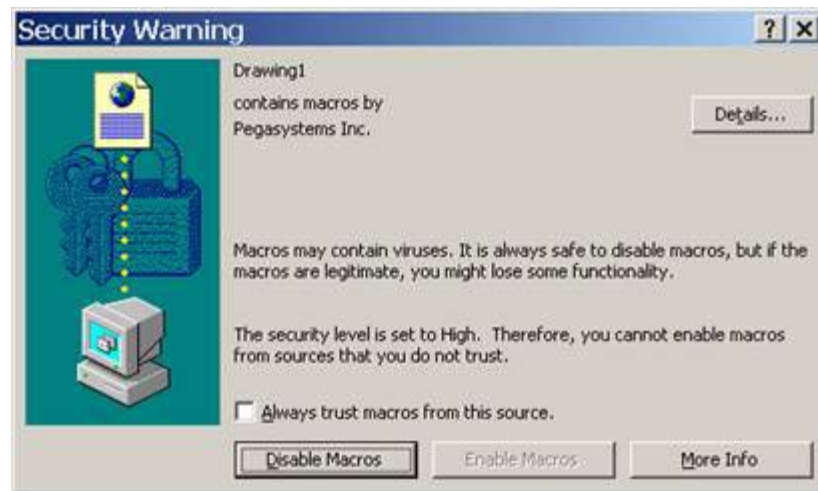 Security Warning
Drawing1
contains macros by
Pegasystems Inc.
Details...
Macros may contain viruses. It is always safe to disable macros, but if the
macros are legitimate, you might lose some functionality.
The security level is set to High.  Therefore, you cannot enable macros
from sources that you do not trust.
Always trust macros from this source.
Disable Macros
Enable Macros
More Info